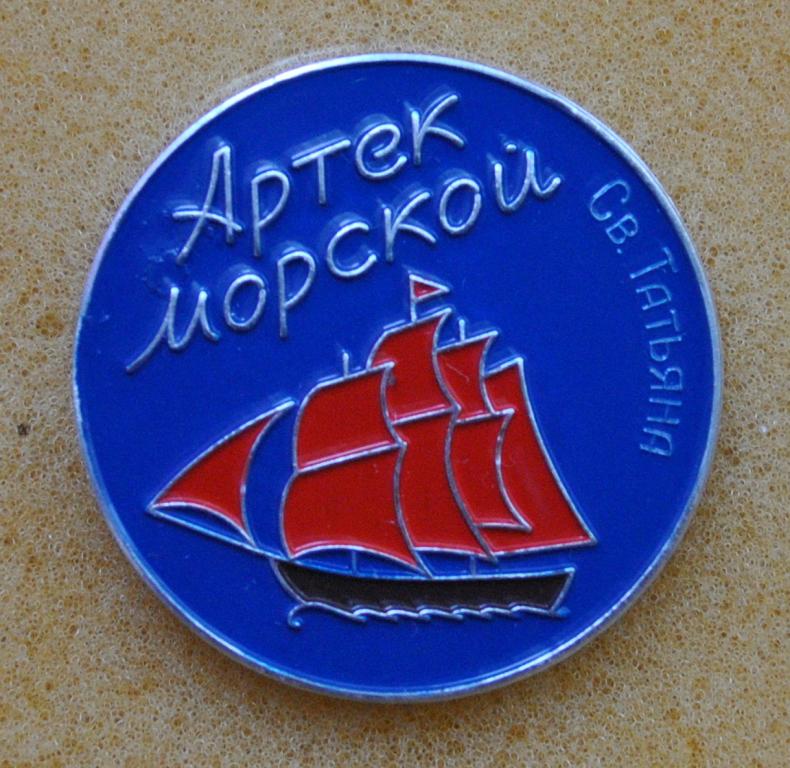 Артек
морской
Св. Татьяна